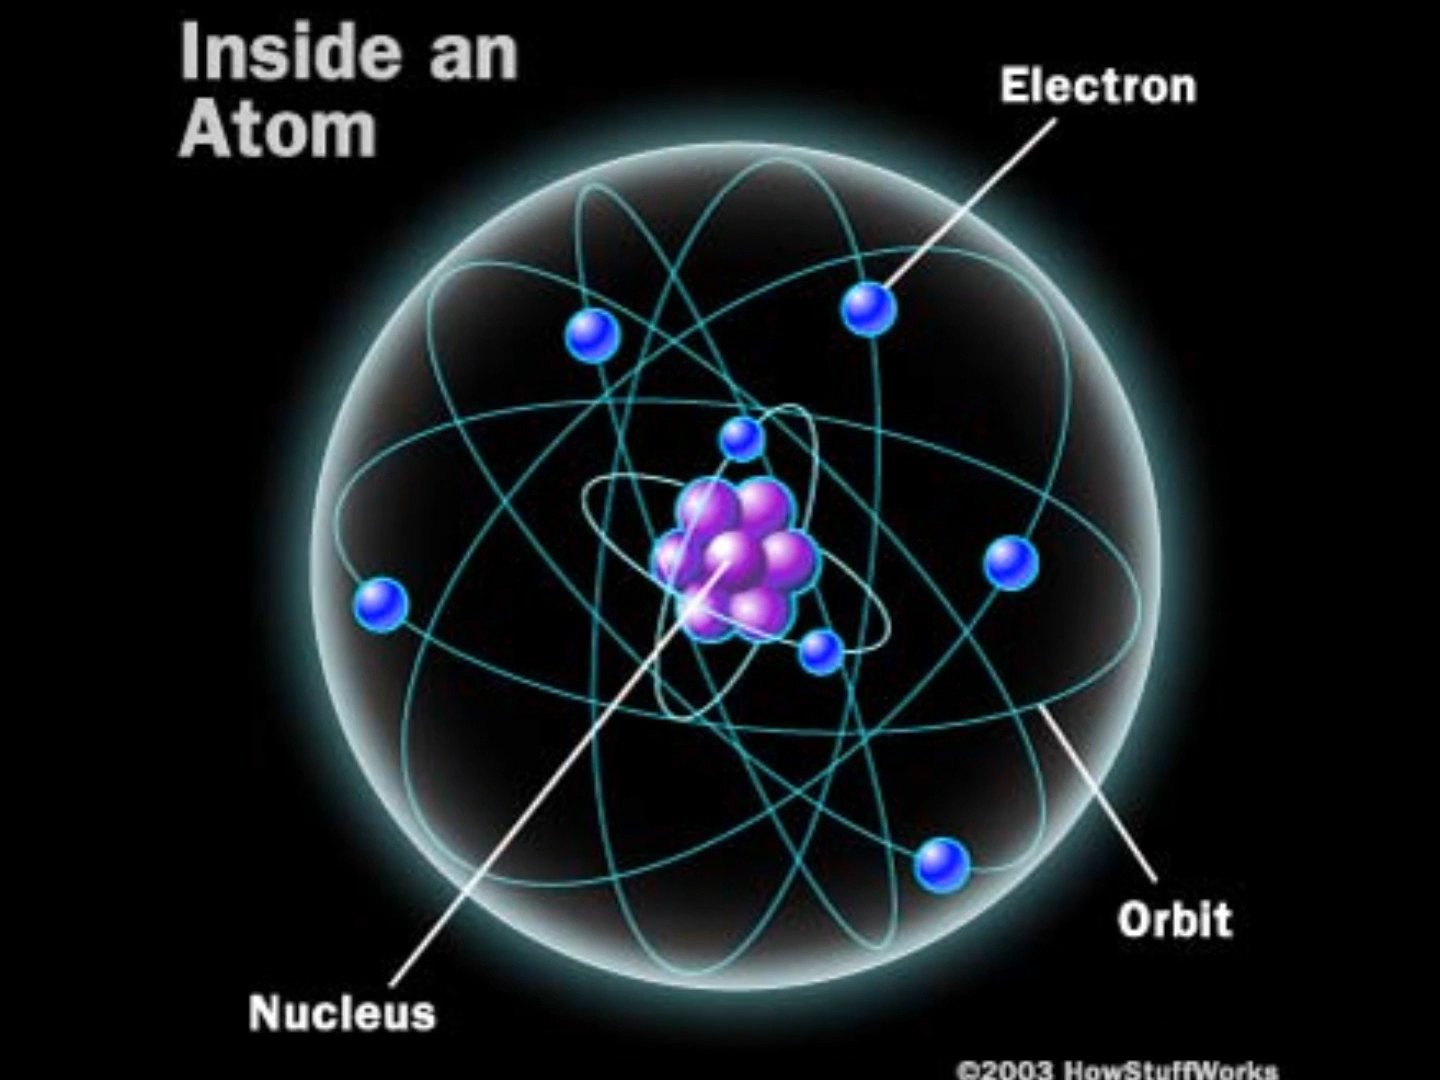 Inside an
Atom
Electron
Orbit
Nucleus
©2003 HowStuffWorks